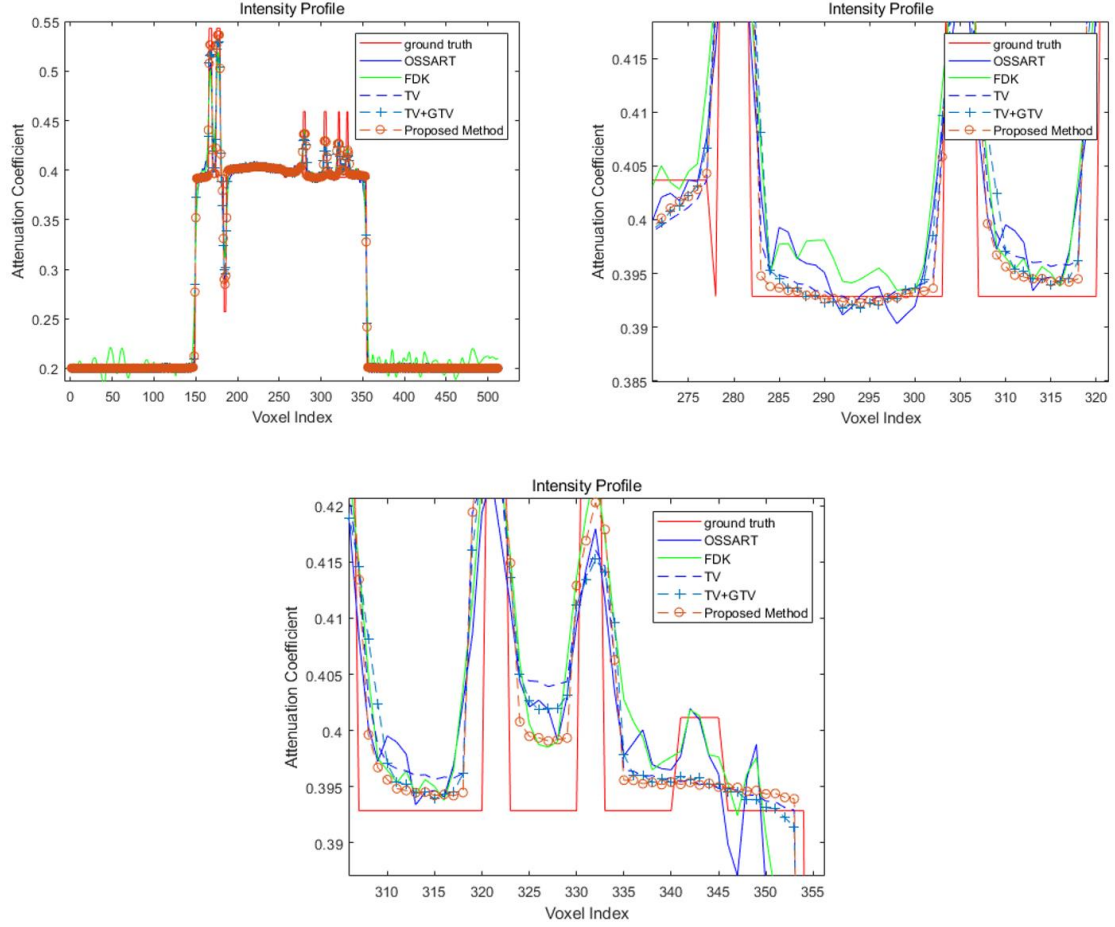 Intensity Profile
0.55
0.5
0.45
0.4
0.35
0.3
0.25
0.2
Attenuation Coefficient
0 50 100 150 200 250 300 350 400 450 500
Voxel Index
ground truth
OSSART
FDK
TV
TV+GTV
Proposed Method
Intensity Profile
0.415
0.41
0.405
0.4
0.395
0.39
0.385
Attenuation Coefficient
275 280 285 290 295 300 305 310 315 320
Voxel Index
ground truth
OSSART
FDK
TV
TV+GTV
Proposed Method
Intensity Profile
0.42
0.415
0.41
0.405
0.4
0.395
0.39
Attenuation Coefficient
310 315 320 325 330 335 340 345 350 355
Voxel Index
ground truth
OSSART
FDK
TV
TV+GTV
Proposed Method